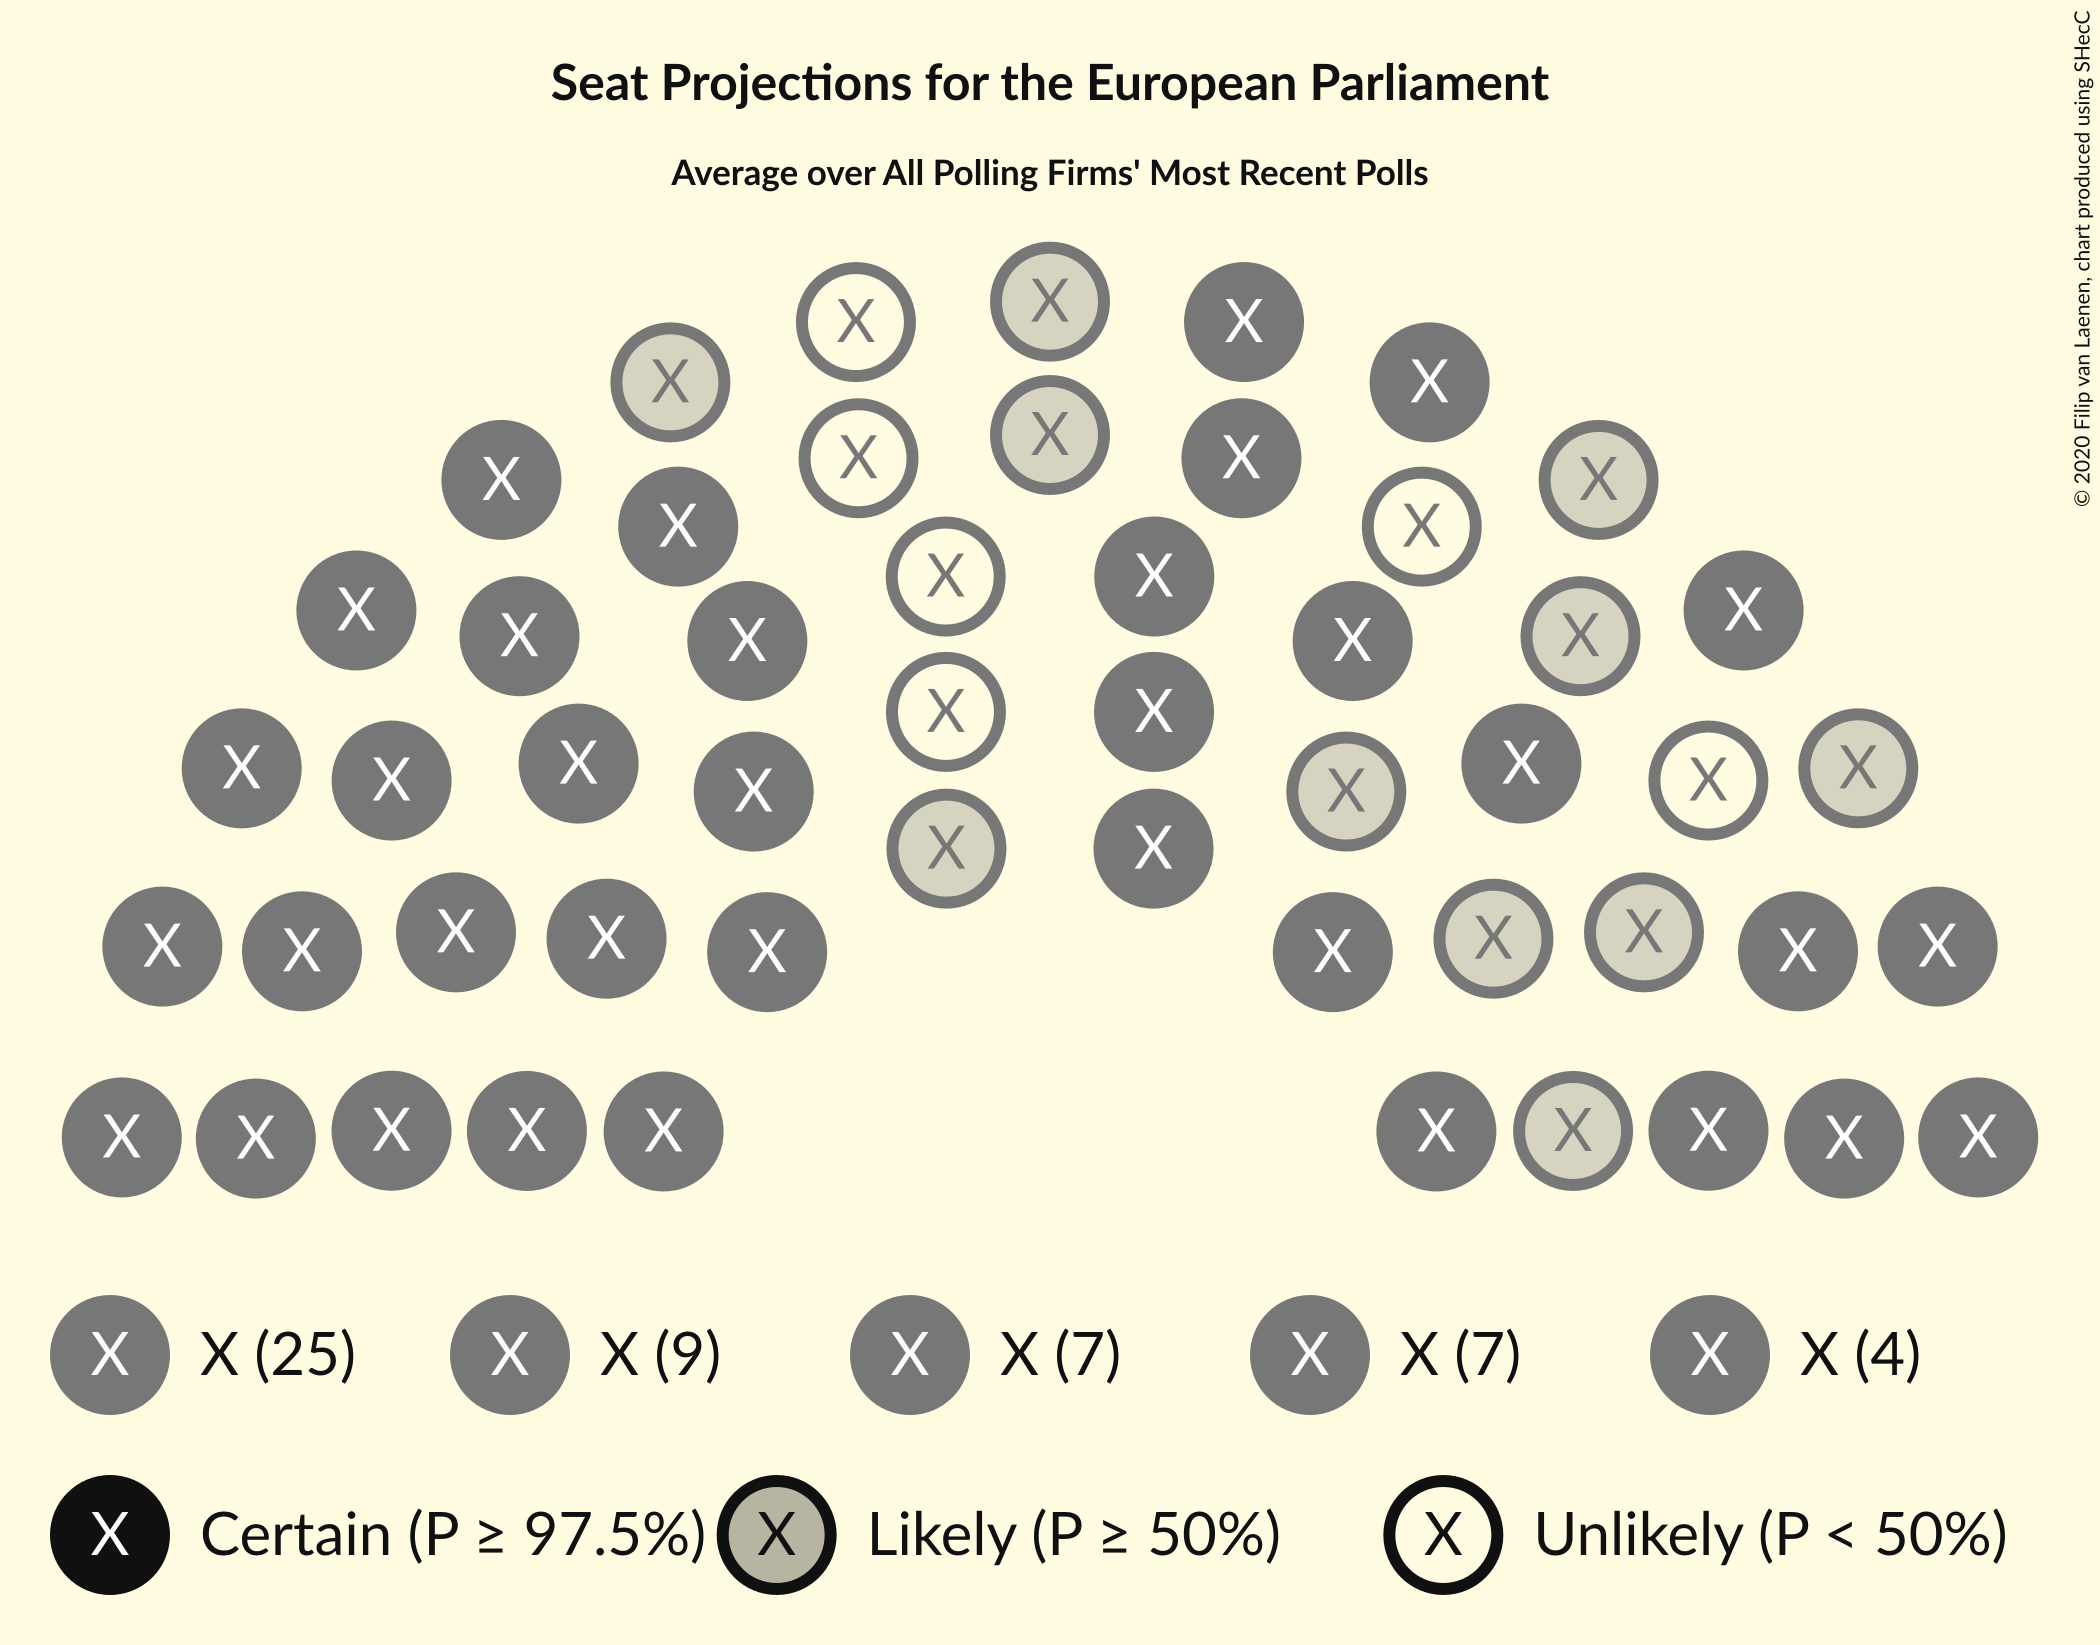 Seat Projections for the European Parliament
Average over All Polling Firms' Most Recent Polls
© 2020 Filip van Laenen, chart produced using SHecC
X X X
X X
X X
X X X
X X
X X X
X X
X X
X X X
X X
X X X
X X
X X
X X X X
X X
X X X X
X X X X
X X X X
X X
X X X X X X X X X X
X X (25) X X (9) X X (7) X X (7) X X (4)
X Certain (P ≥ 97.5%) X Likely (P ≥ 50%) X Unlikely (P < 50%)